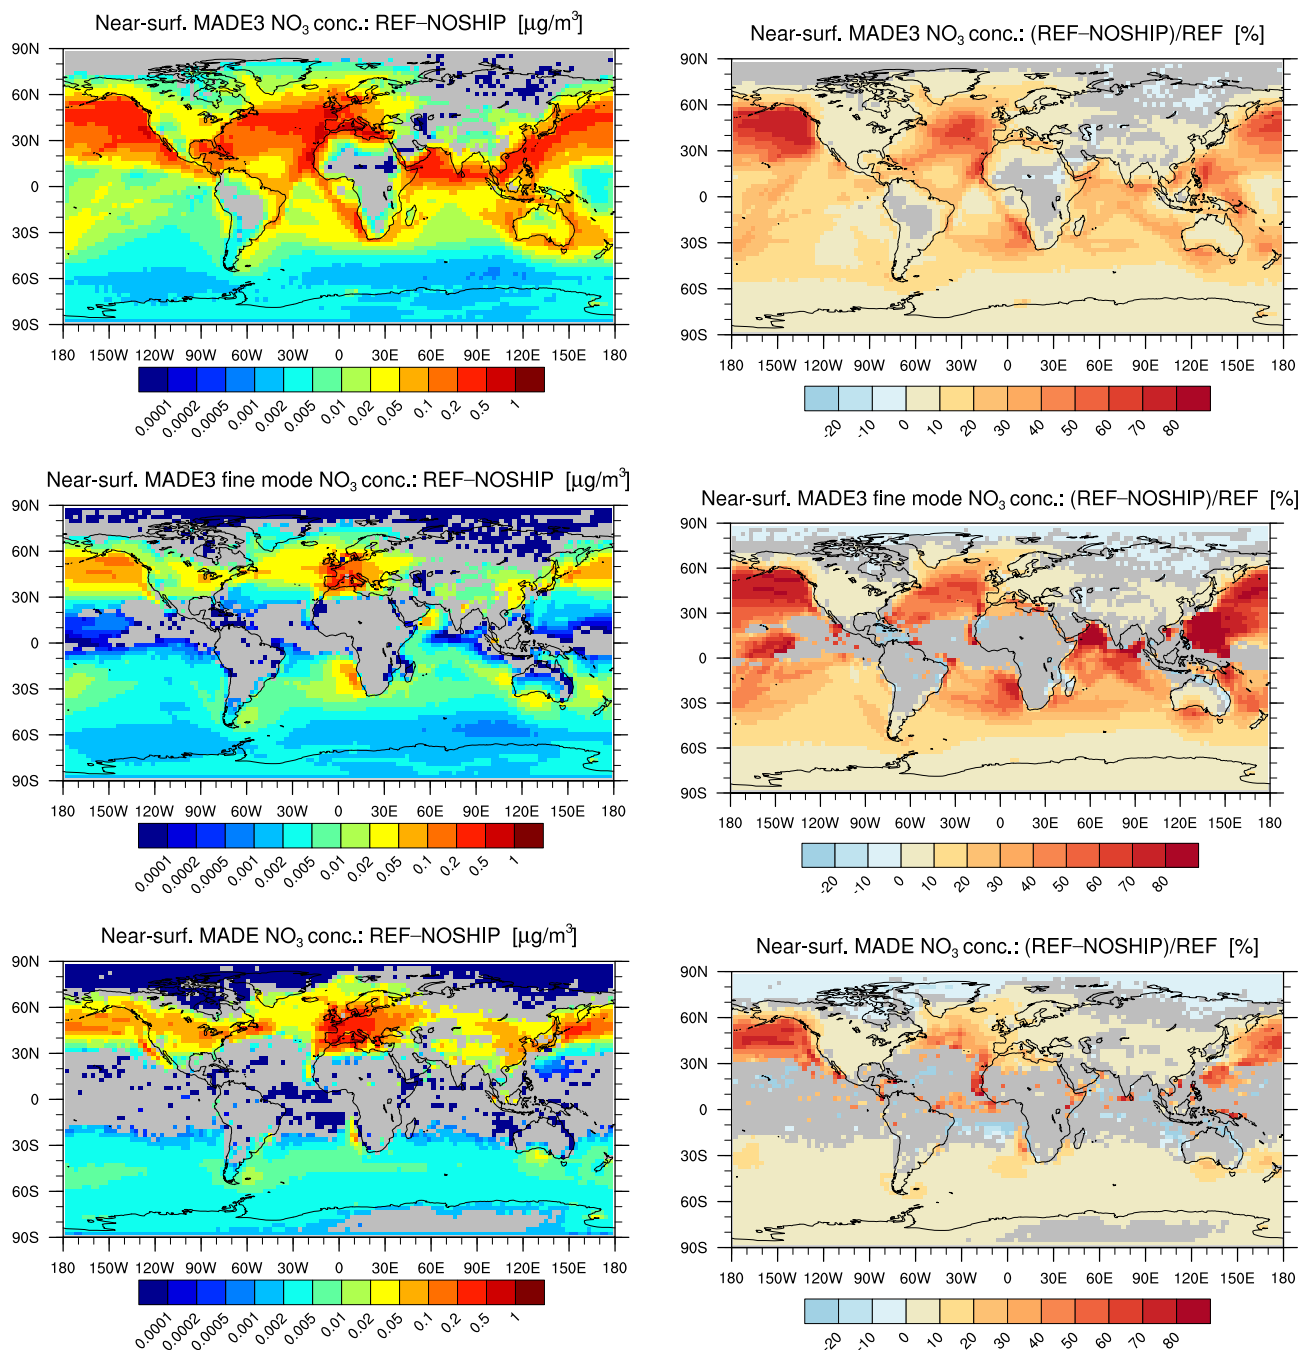 Near-surf. MADE3 NO3 conc.: REF–NOSHIP [μg/m3]
90N
60N
30N
0
30S
60S
90S
180 150W 120W 90W 60W 30W 0 30E 60E 90E 120E 150E 180
0.0001 0.0002 0.0005 0.001 0.002 0.005 0.01 0.02 0.05 0.1 0.2 0.5 1
Near-surf. MADE3 NO3 conc.: (REF–NOSHIP)/REF [%]
90N
60N
30N
0
30S
60S
90S
180 150W 120W 90W 60W 30W 0 30E 60E 90E 120E 150E 180
-20 -10 0 10 20 30 40 50 60 70 80
Near-surf. MADE3 fine mode NO3 conc.: REF–NOSHIP [μg/m3]
90N
60N
30N
0
30S
60S
90S
180 150W 120W 90W 60W 30W 0 30E 60E 90E 120E 150E 180
0.0001 0.0002 0.0005 0.001 0.002 0.005 0.01 0.02 0.05 0.1 0.2 0.5 1
Near-surf. MADE3 fine mode NO3 conc.: (REF–NOSHIP)/REF [%]
90N
60N
30N
0
30S
60S
90S
180 150W 120W 90W 60W 30W 0 30E 60E 90E 120E 150E 180
-20 -10 0 10 20 30 40 50 60 70 80
Near-surf. MADE NO3 conc.: REF–NOSHIP [μg/m3]
90N
60N
30N
0
30S
60S
90S
180 150W 120W 90W 60W 30W 0 30E 60E 90E 120E 150E 180
0.0001 0.0002 0.0005 0.001 0.002 0.005 0.01 0.02 0.05 0.1 0.2 0.5 1
Near-surf. MADE NO3 conc.: (REF–NOSHIP)/REF [%]
90N
60N
30N
0
30S
60S
90S
180 150W 120W 90W 60W 30W 0 30E 60E 90E 120E 150E 180
-20 -10 0 10 20 30 40 50 60 70 80